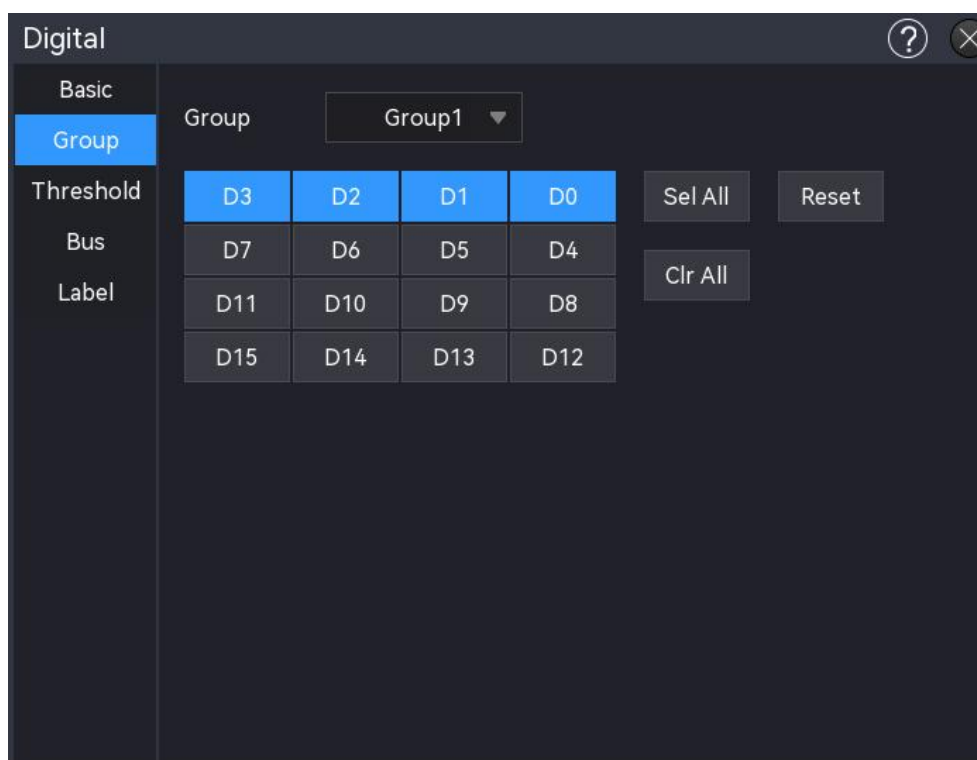 Digital ?
Basic
Group
Threshold
Bus
Label
Group Group1
D3 D2 D1 D0 Sel All Reset
D7 D6 D5 D4
Clr All
D11 D10 D9 D8
D15 D14 D13 D12